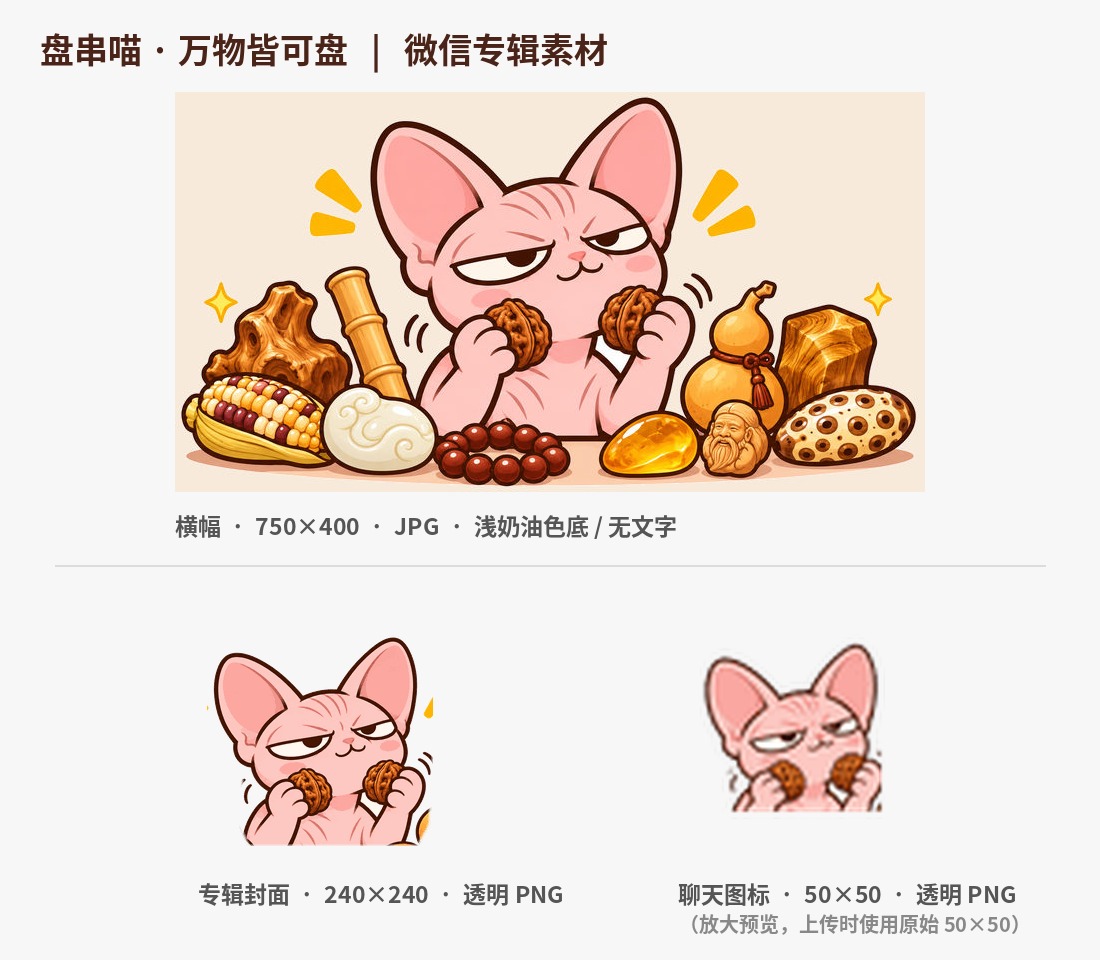 盘串喵 · 万物皆可盘 | 微信专辑素材
横幅 · 750×400 · JPG · 浅奶油色底 / 无文字
专辑封面 · 240×240 · 透明 PNG
聊天图标 · 50×50 · 透明 PNG
（放大预览，上传时使用原始 50×50）